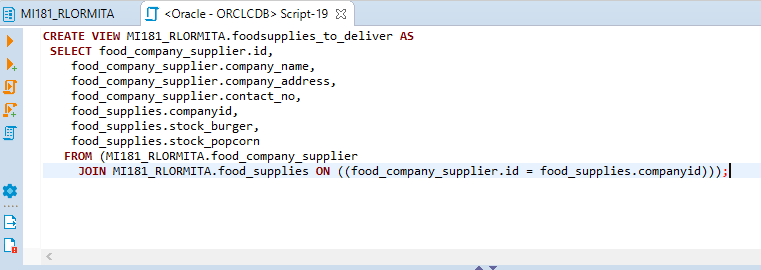 MI181_RLORMITA
<Oracle - ORCLCDB> Script-19
CREATE VIEW MI181_RLORMITA.foodsupplies_to_deliver AS
SELECT food_company_supplier.id,
food_company_supplier.company_name,
food_company_supplier.company_address,
food_company_supplier.contact_no,
food_supplies.companyid,
food_supplies.stock_burger,
food_supplies.stock_popcorn
FROM (MI181_RLORMITA.food_company_supplier
JOIN MI181_RLORMITA.food_supplies ON ((food_company_supplier.id = food_supplies.companyid)));